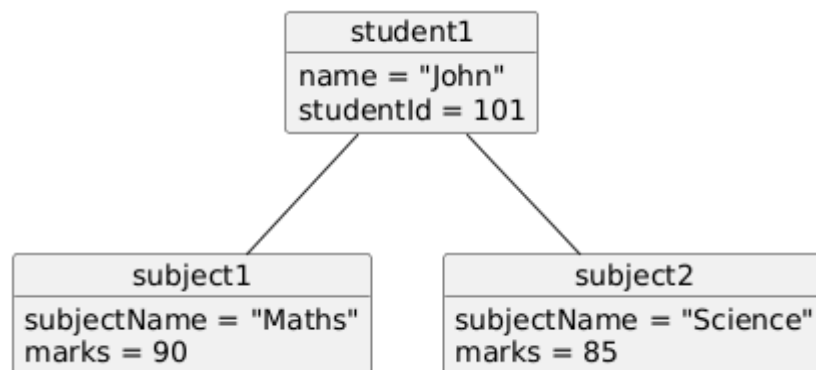 student1
name = "John"
studentId = 101
subject1
subjectName = "Maths"
marks = 90
subject2
subjectName = "Science"
marks = 85